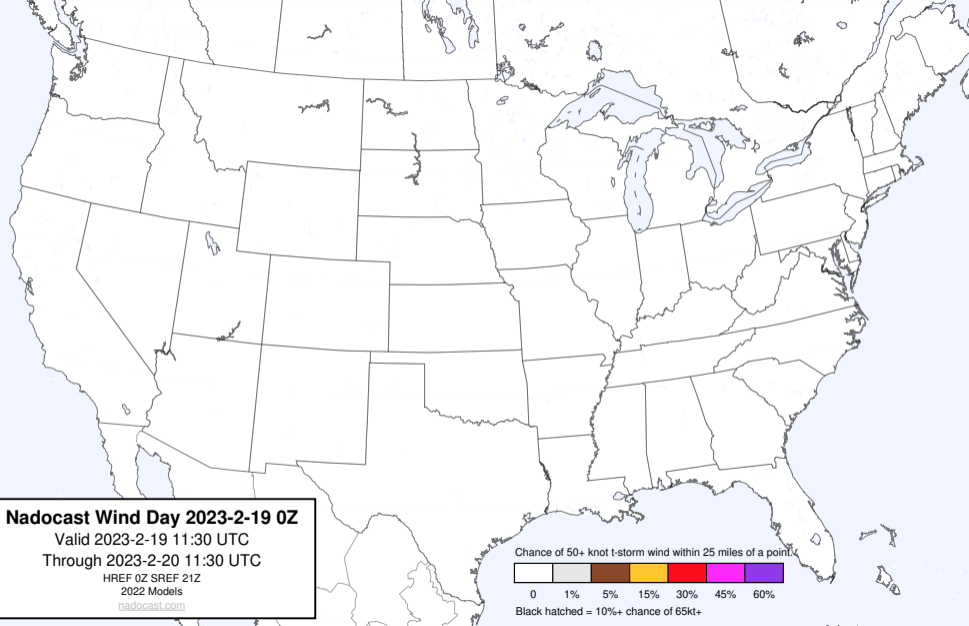 Nadocast Wind Day 2023-2-19 0Z
Valid 2023-2-19 11:30 UTC
Through 2023-2-20 11:30 UTC
HREF 0Z SREF 21Z
2022 Models
nadocast.com
Chance of 50+ knot t-storm wind within 25 miles of a point.
0 1% 5% 15% 30% 45% 60%
Black hatched = 10%+ chance of 65kt+